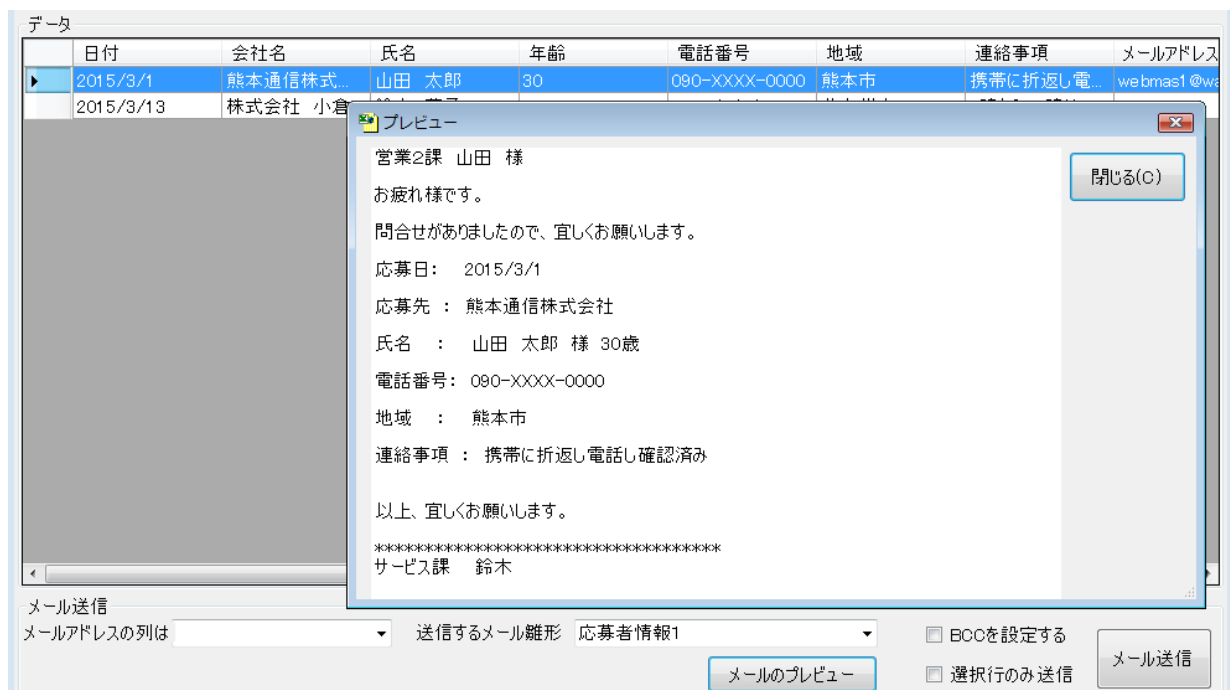 データ
日付 会社名 氏名 年齢 電話番号 地域 連絡事項 メールアドレス
2015/3/1 熊本通信株式... 山田 太郎 30 090-XXXX-0000 熊本市 携帯に折返し電... webmas1@wa
2015/3/13 株式会社 小倉
プレビュー
営業2課 山田 様
閉じる(C)
お疲れ様です。
問合せがありましたので、宜しくお願いします。
応募日: 2015/3/1
応募先 : 熊本通信株式会社
氏名 : 山田 太郎 様 30歳
電話番号: 090-XXXX-0000
地域 : 熊本市
連絡事項 : 携帯に折返し電話し確認済み
以上、宜しくお願いします。
***********************************
サービス課 鈴木
メール送信
メールアドレスの列は 送信するメール雛形 応募者情報1 BCCを設定する
メールのプレビュー 選択行のみ送信 メール送信